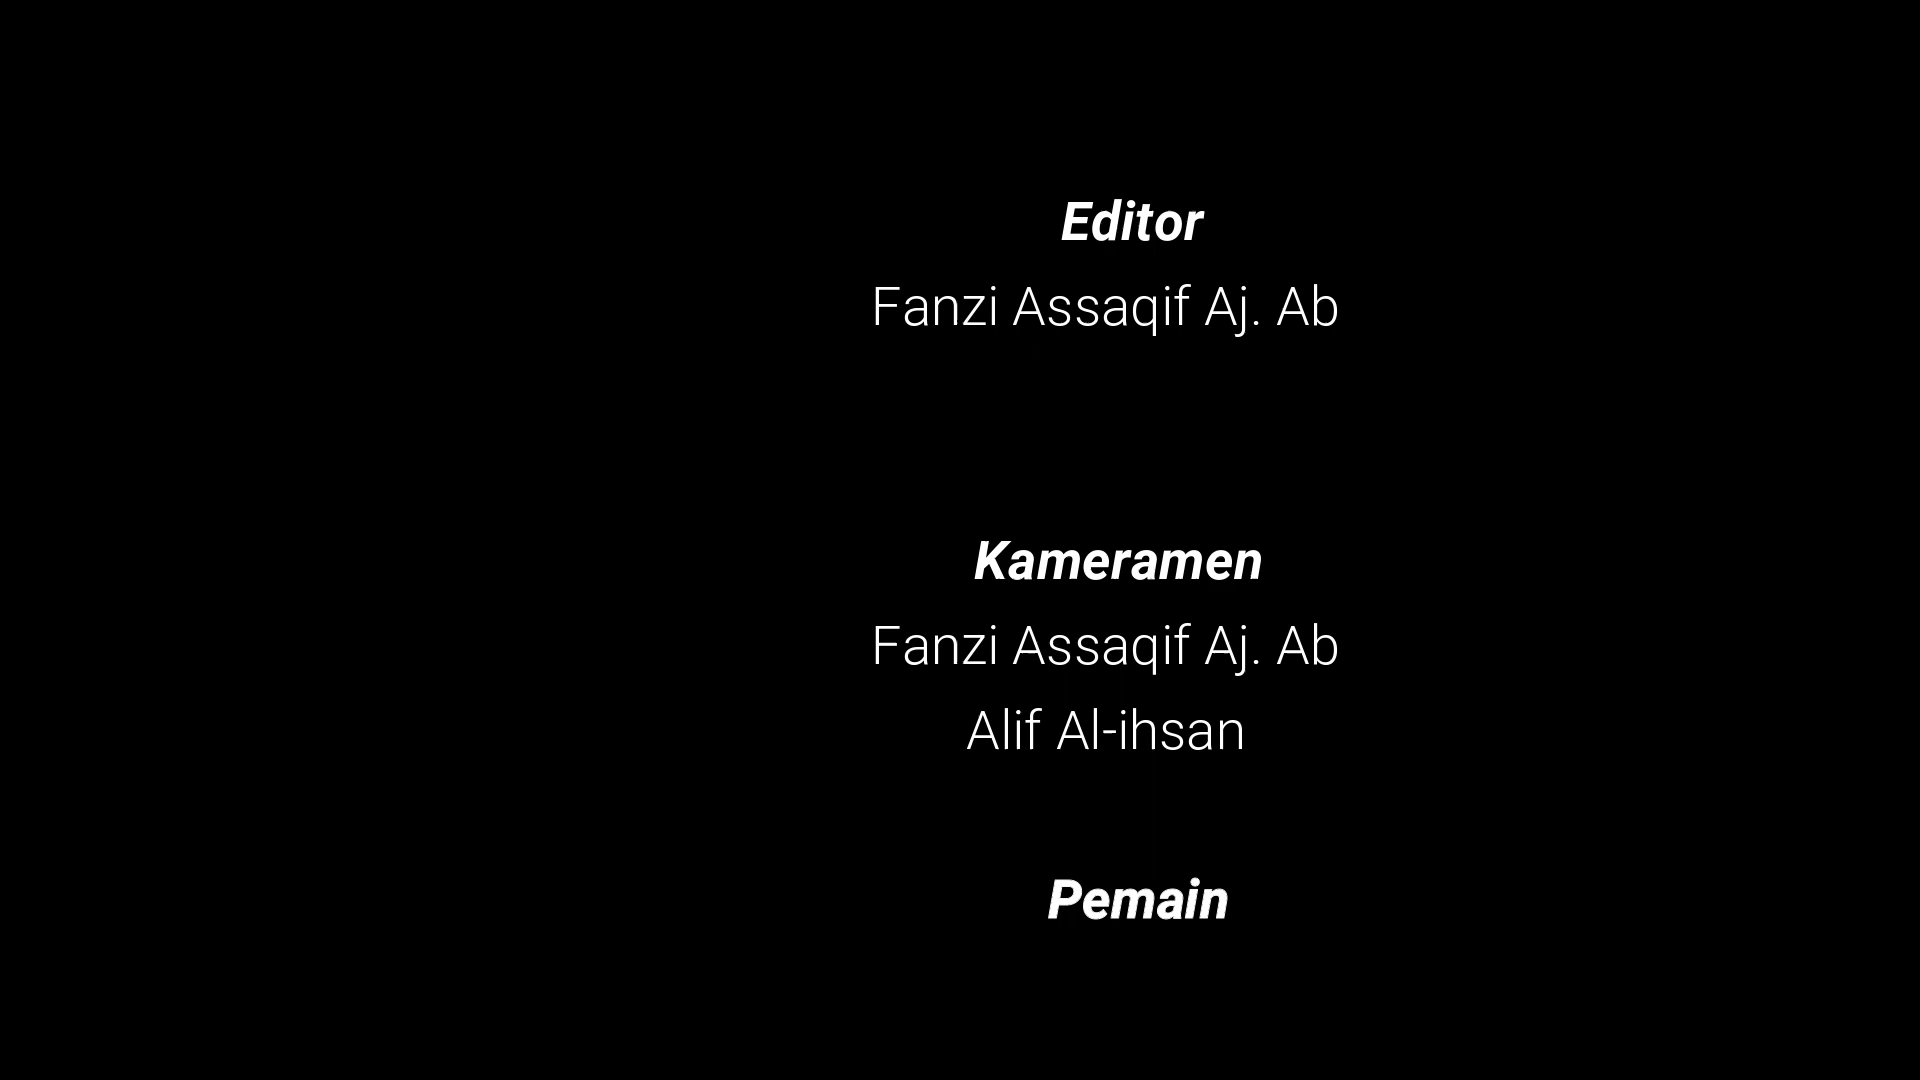 Editor
Fanzi Assaqif Aj. Ab
Kameramen
Fanzi Assaqif Aj. Ab
Alif Al-ihsan
Pemain